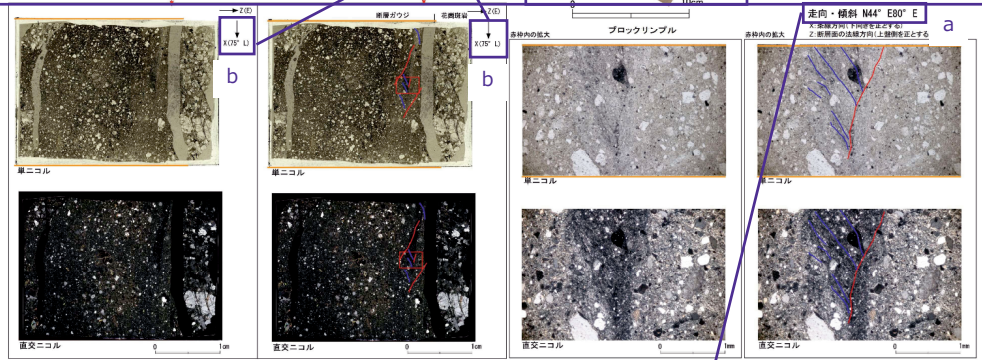 Z(E)
X(75° L)
b
断層ガウジ
花崗斑岩
Z(E)
X(75° L)
b
単ニコル
単ニコル
直交ニコル
0 1cm
直交ニコル
0 1cm
0 10cm
ブロックサンプル
赤枠内の拡大
走向・傾斜 N44° E80° E
a
X:条線方向(下向きを正とする)
Z:断層面の法線方向(上盤側を正とする
赤枠内の拡大
単ニコル
単ニコル
直交ニコル
0 1mm
直交ニコル
0 1mm